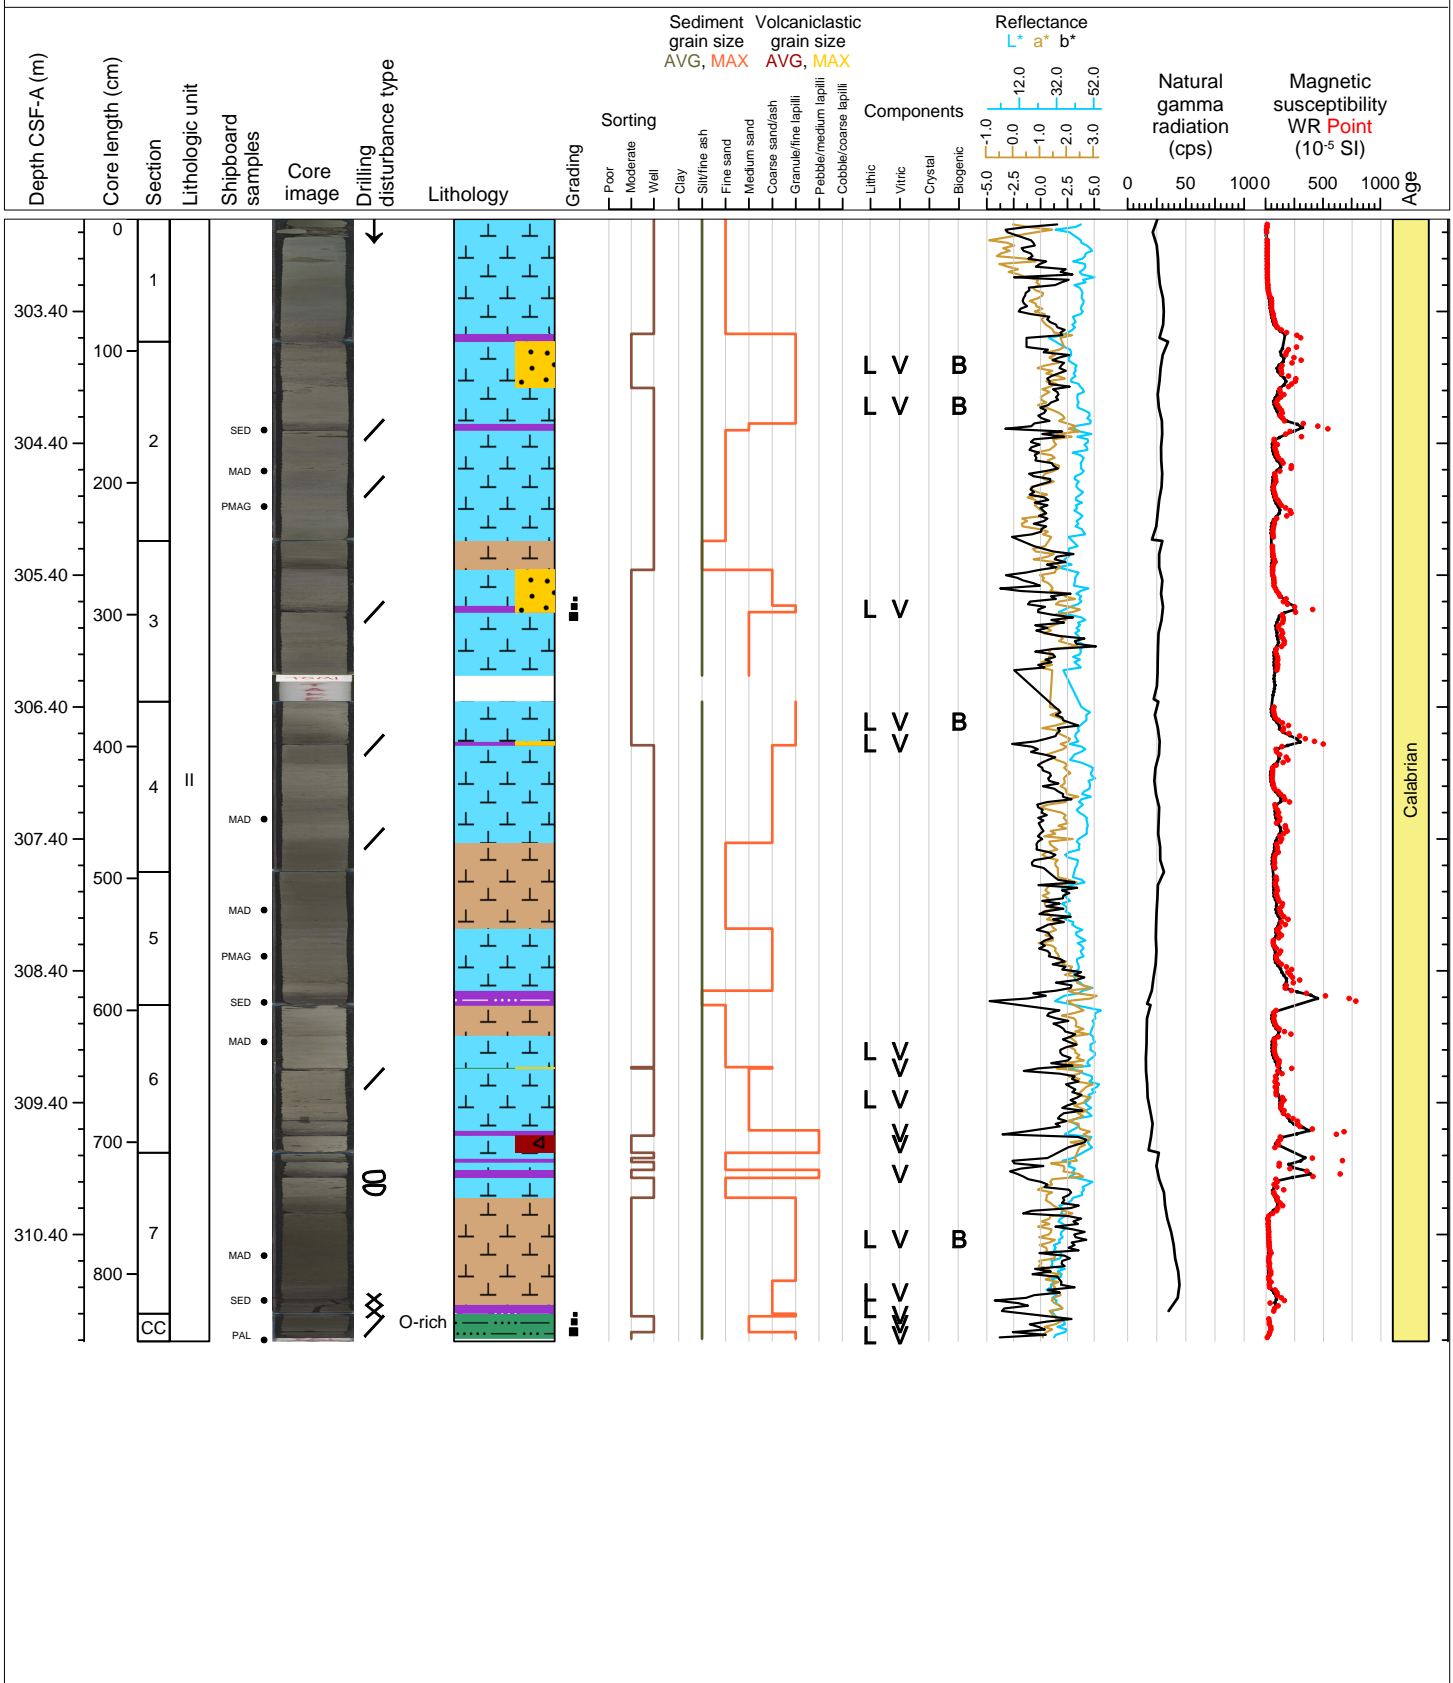 Depth CSF-A (m)
Core length (cm)
Section
Lithologic unit
Shipboard
samples
Core
image
Drilling
disturbance type
Lithology
Grading
Sorting
Poor
Moderate
Well
Sediment
grain size
AVG, MAX
Volcaniclastic
grain size
AVG, MAX
Clay
Silt/fine ash
Fine sand
Medium sand
Coarse sand/ash
Granule/fine lapilli
Pebble/medium lapilli
Cobble/coarse lapilli
Components
Lithic
Vitric
Crystal
Biogenic
Reflectance
L* a* b*
12.0 32.0 52.0
-1.0 0.0 1.0 2.0 3.0
-5.0 -2.5 0.0 2.5 5.0
Natural
gamma
radiation
(cps)
0 50 100
Magnetic
susceptibility
WR Point
(10-5 SI)
0 500 1000
Age
303.40
304.40
305.40
306.40
307.40
308.40
309.40
310.40
0
100
200
300
400
500
600
700
800
1
2
3
4
5
6
7
CC
II
SED
MAD
PMAG
MAD
MAD
PMAG
SED
MAD
MAD
SED
PAL
O-rich
L V B
L V B
L V
L V B
L V
L V
V
L V
V
V
V
L V B
V
L
V
V
L V
Calabrian